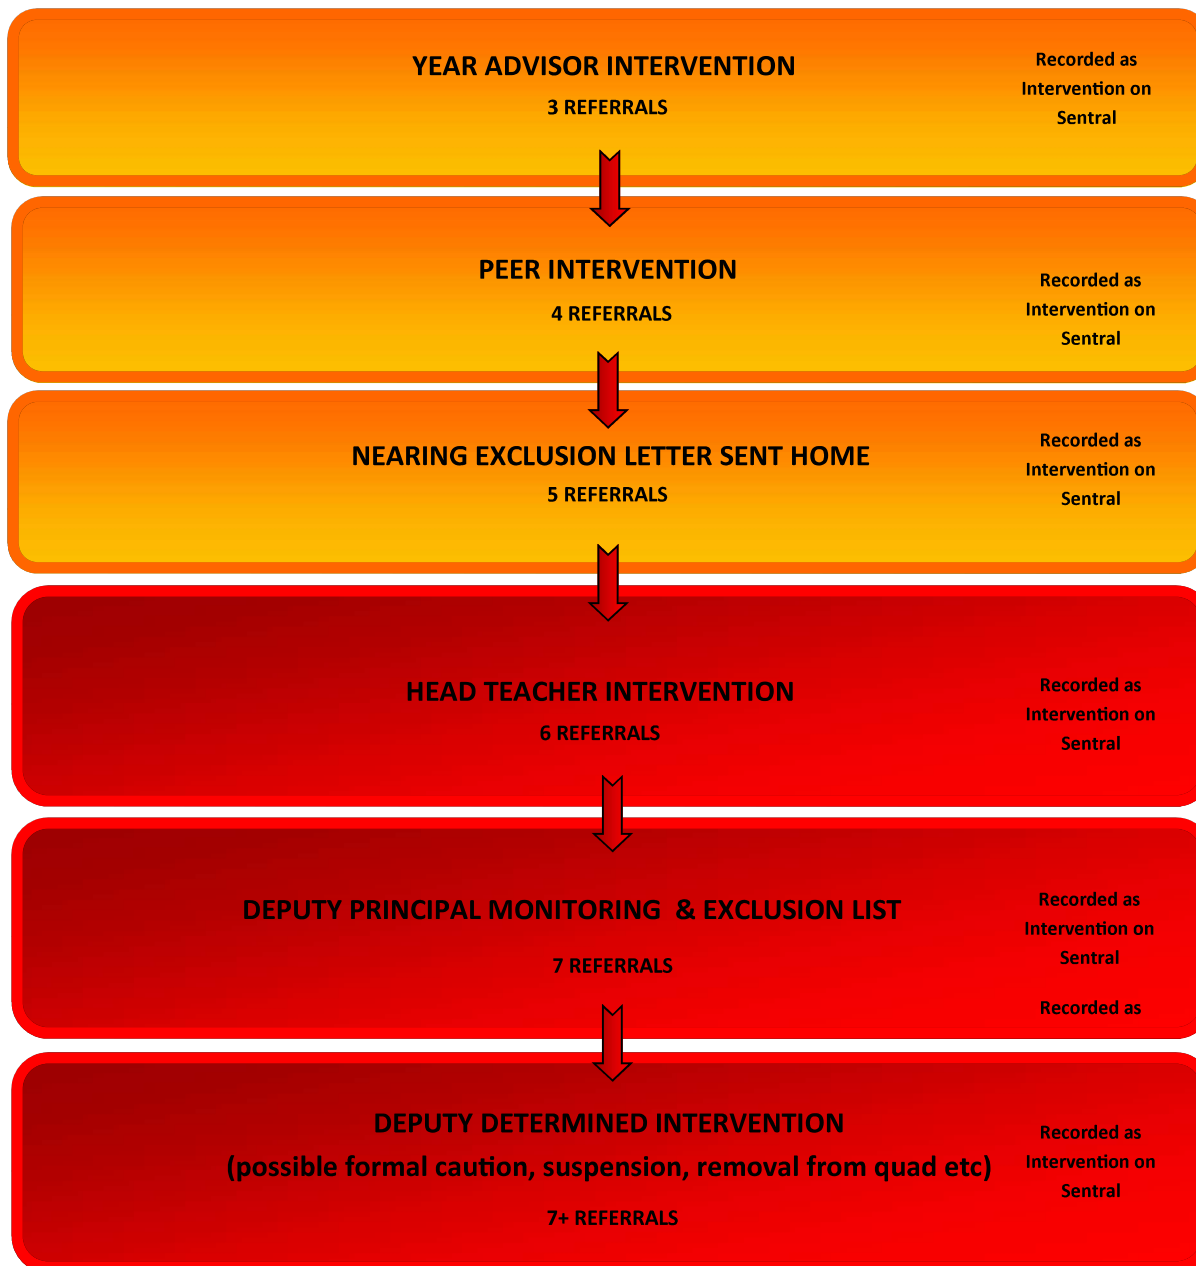 YEAR ADVISOR INTERVENTION
3 REFERRALS
Recorded as
Intervention on
Sentral
PEER INTERVENTION
4 REFERRALS
Recorded as
Intervention on
Sentral
NEARING EXCLUSION LETTER SENT HOME
5 REFERRALS
Recorded as
Intervention on
Sentral
HEAD TEACHER INTERVENTION
6 REFERRALS
Recorded as
Intervention on
Sentral
DEPUTY PRINCIPAL MONITORING  & EXCLUSION LIST
7 REFERRALS
Recorded as
Intervention on
Sentral
Recorded as
DEPUTY DETERMINED INTERVENTION
(possible formal caution, suspension, removal from quad etc)
7+ REFERRALS
Recorded as
Intervention on
Sentral